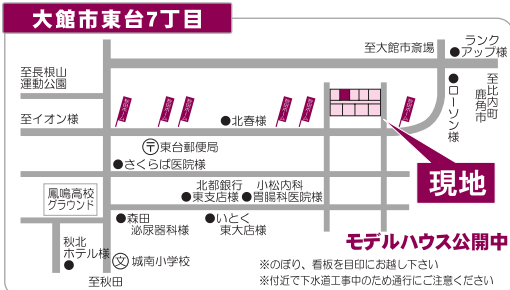 大館市東台7丁目
至大館市斎場
ランク
アップ様
至長根山
運動公園
ローソン様
至比内町
鹿角市
至イオン様
北春様
〒東台郵便局
さくらば医院様
現地
北都銀行
東支店様
小松内科
胃腸科医院様
鳳鳴高校
グラウンド
森田
泌尿器科様
いとく
東大店様
モデルハウス公開中
秋北
ホテル様
文 城南小学校
至秋田
※のぼり、看板を目印にお越し下さい
※付近で下水道工事中のため通行にご注意ください